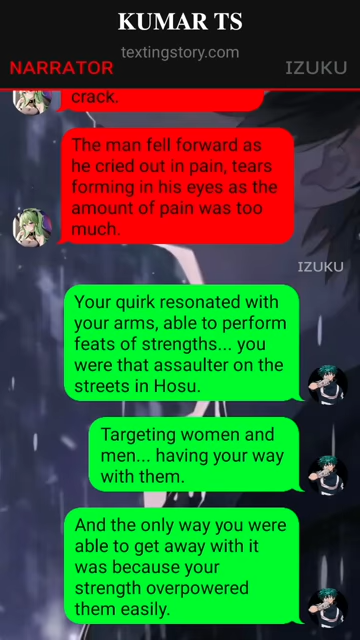 KUMAR TS
textingstory.com
NARRATOR
IZUKU
crack.
The man fell forward as
he cried out in pain, tears
forming in his eyes as the
amount of pain was too
much.
IZUKU
Your quirk resonated with
your arms, able to perform
feats of strengths... you
were that assaulter on the
streets in Hosu.
Targeting women and
men... having your way
with them.
And the only way you were
able to get away with it
was because your
strength overpowered
them easily.